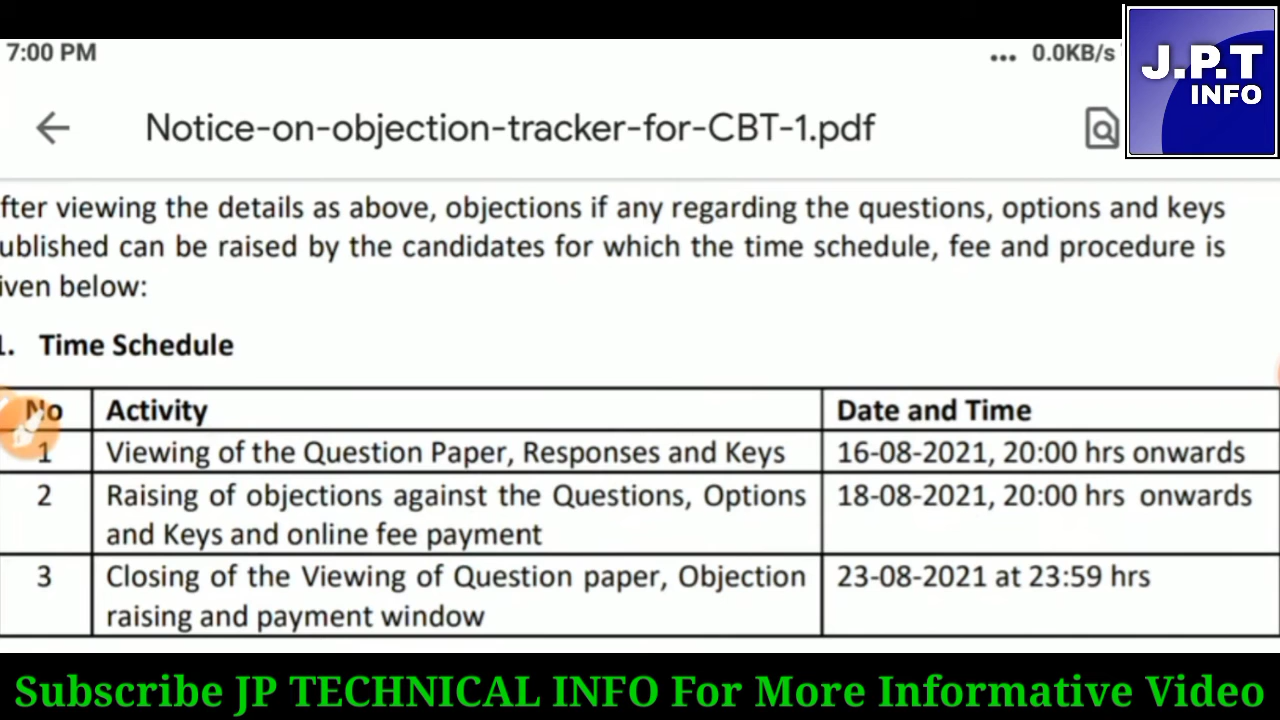 7:00 PM
... 0.0KB/s
J.P.T
INFO
Notice-on-objection-tracker-for-CBT-1.pdf
fter viewing the details as above, objections if any regarding the questions, options and keys
ublished can be raised by the candidates for which the time schedule, fee and procedure is
iven below:
1. Time Schedule
No Activity Date and Time
1 Viewing of the Question Paper, Responses and Keys 16-08-2021, 20:00 hrs onwards
2 Raising of objections against the Questions, Options 18-08-2021, 20:00 hrs onwards
and Keys and online fee payment
3 Closing of the Viewing of Question paper, Objection 23-08-2021 at 23:59 hrs
raising and payment window
Subscribe JP TECHNICAL INFO For More Informative Video